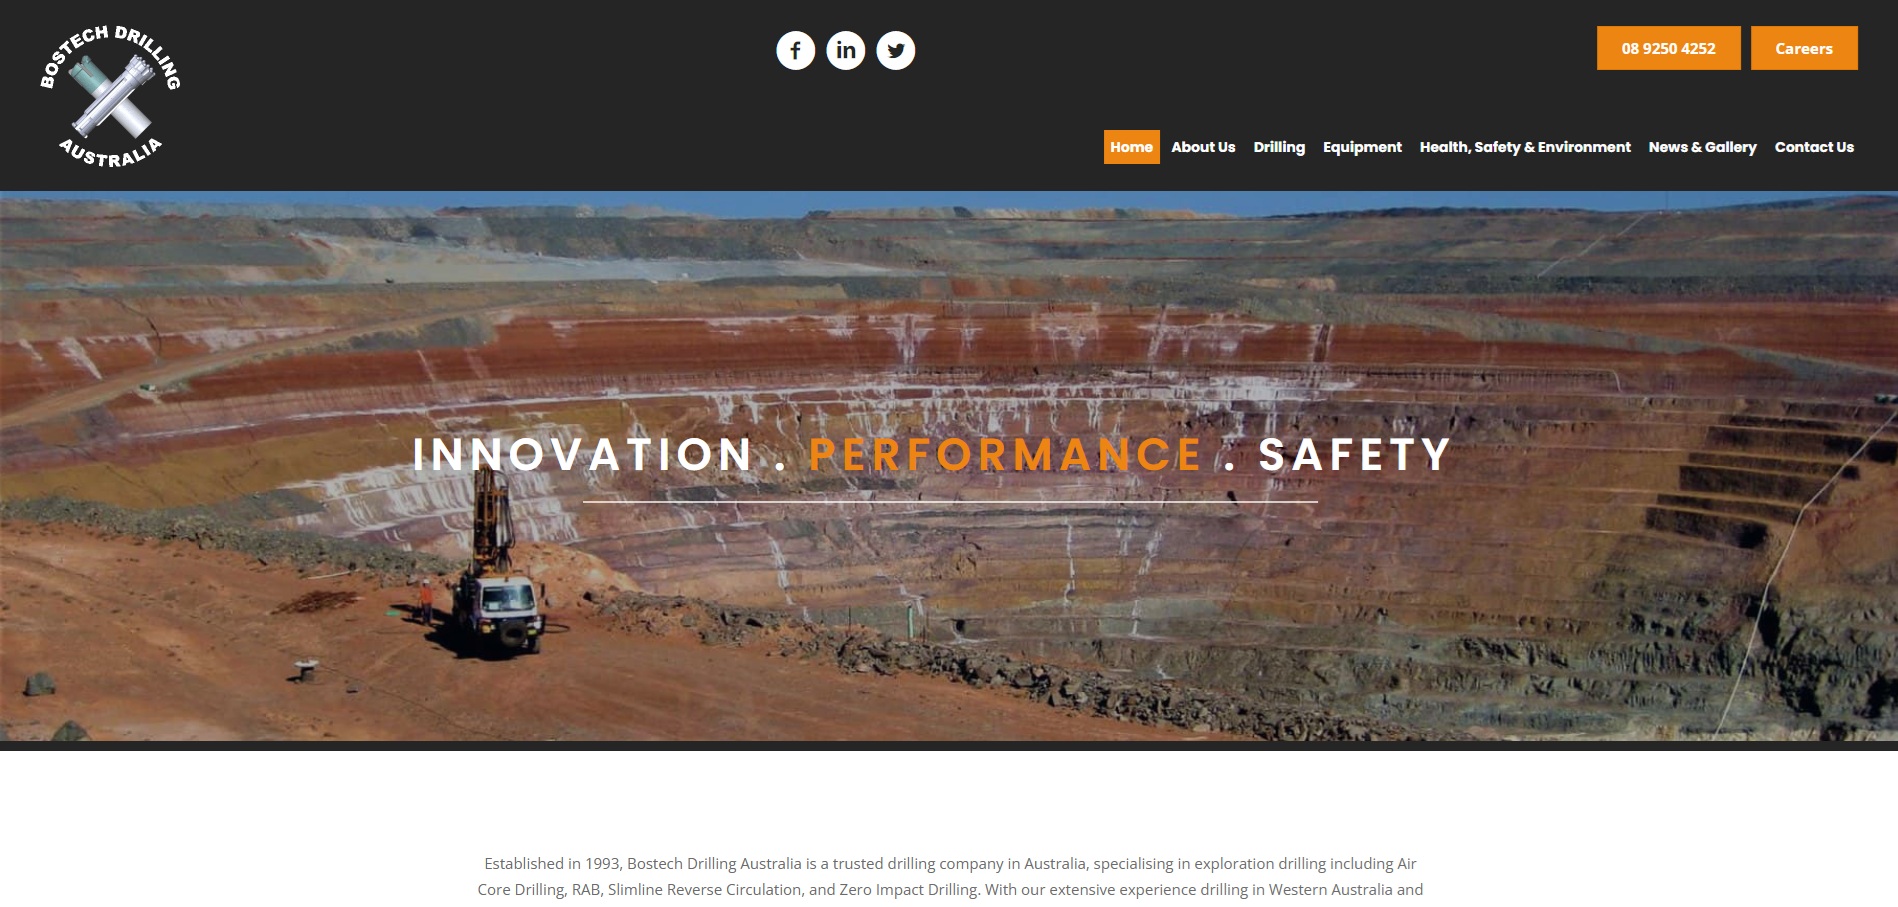 BOSTECH DRILLING
AUSTRALIA
f
in
08 9250 4252
Careers
Home
About Us
Drilling
Equipment
Health, Safety & Environment
News & Gallery
Contact Us
INNOVATION . PERFORMANCE . SAFETY
Established in 1993, Bostech Drilling Australia is a trusted drilling company in Australia, specialising in exploration drilling including Air
Core Drilling, RAB, Slimline Reverse Circulation, and Zero Impact Drilling. With our extensive experience drilling in Western Australia and